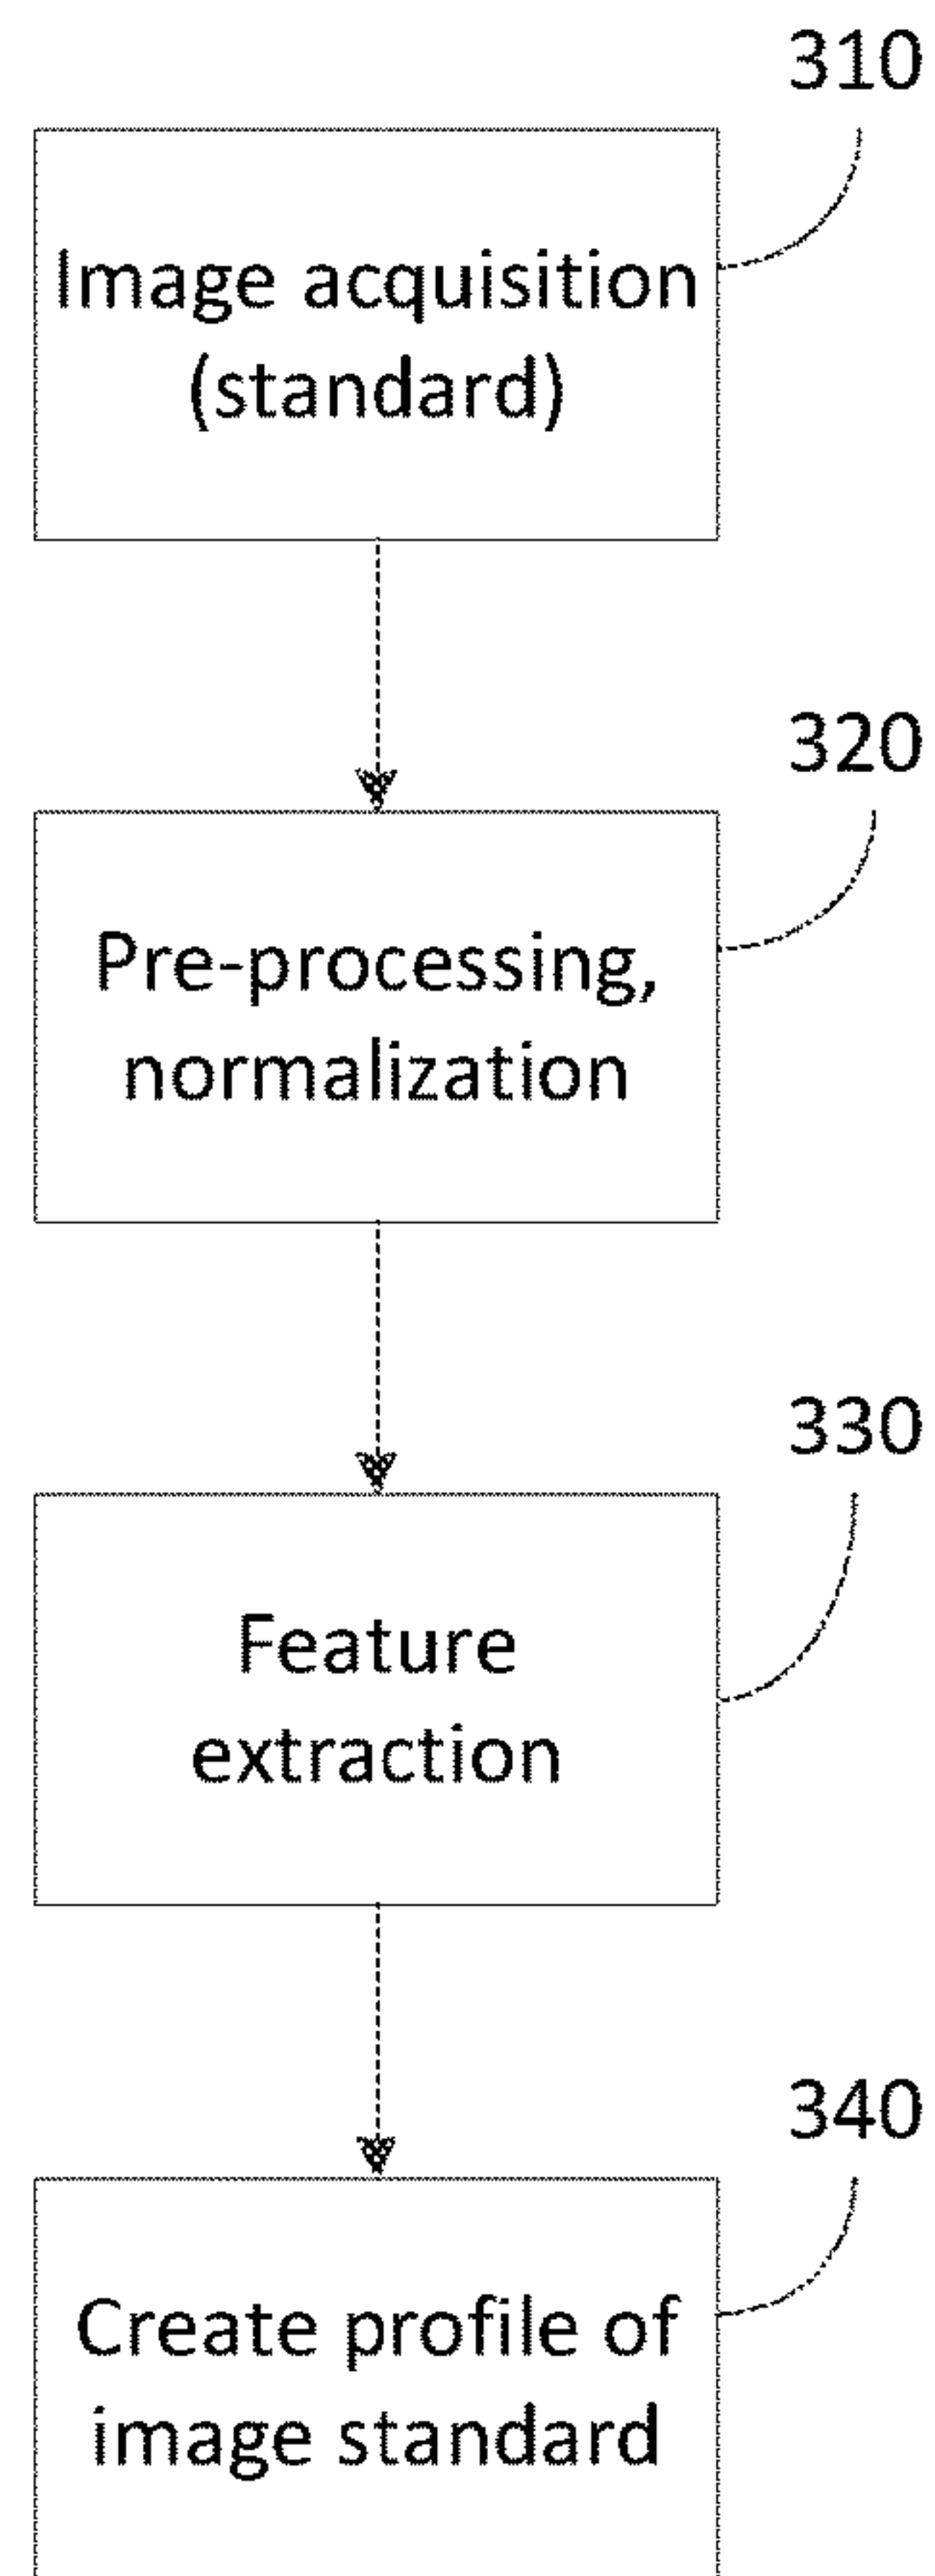 310
Image acquisition
(standard)
320
Pre-processing,
normalization
330
Feature
extraction
340
Create profile of
image standard